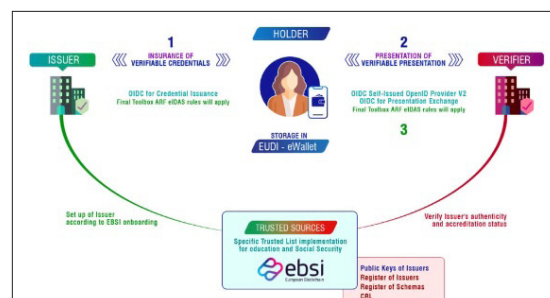 1
INSURANCE OF
VERIFIABLE CREDENTIALS
HOLDER
2
PRESENTATION OF
VERIFIABLE PRESENTATION
ISSUER
VERIFIER
OIDC for Credential Issuance
Final Toolbox ARF eIDAS rules will apply
OIDC Self-Issued OpenID Provider V2
OIDC for Presentation Exchange
Final Toolbox ARF eIDAS rules will apply
3
STORAGE IN
EUDI - eWallet
Set up of Issuer
according to EBSI onboarding
Verify Issuer's authenticity
and accreditation status
TRUSTED SOURCES
Specific Trusted List implementation
for education and Social Security
ebsi
European Blockchain
Public Keys of Issuers
Register of Issuers
Register of Schemas
CRL